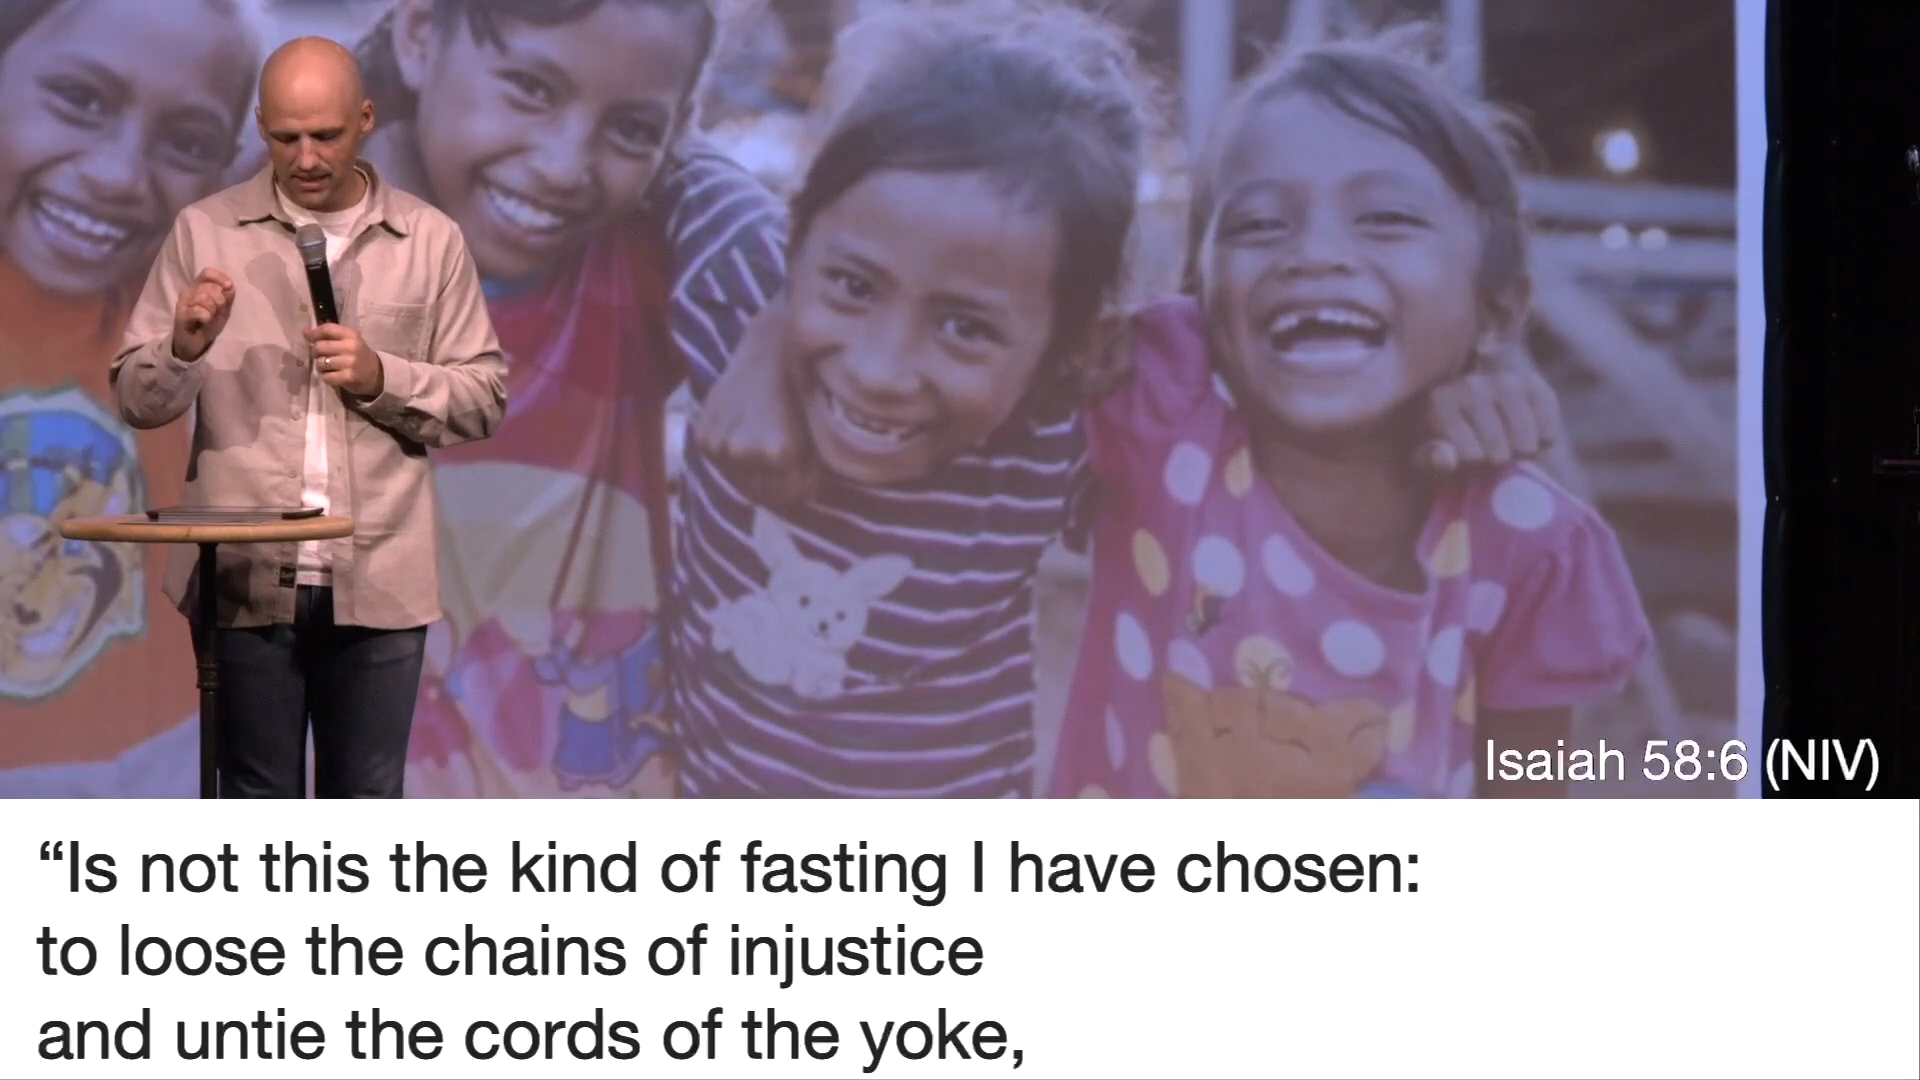 Isaiah 58:6 (NIV)
“Is not this the kind of fasting I have chosen:
to loose the chains of injustice
and untie the cords of the yoke,